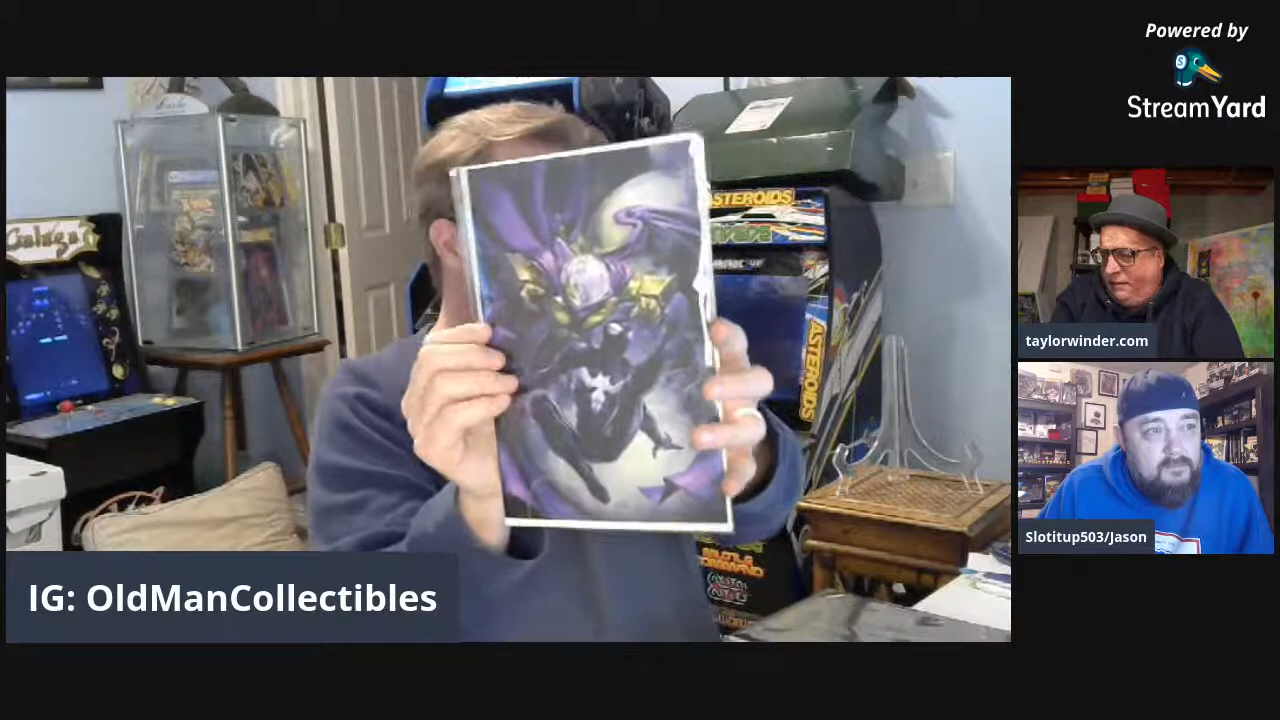 Powered by
StreamYard
Galaga
ASTEROIDS
ASTEROIDS
taylorwinder.com
Slotitup503/Jason
IG: OldManCollectibles